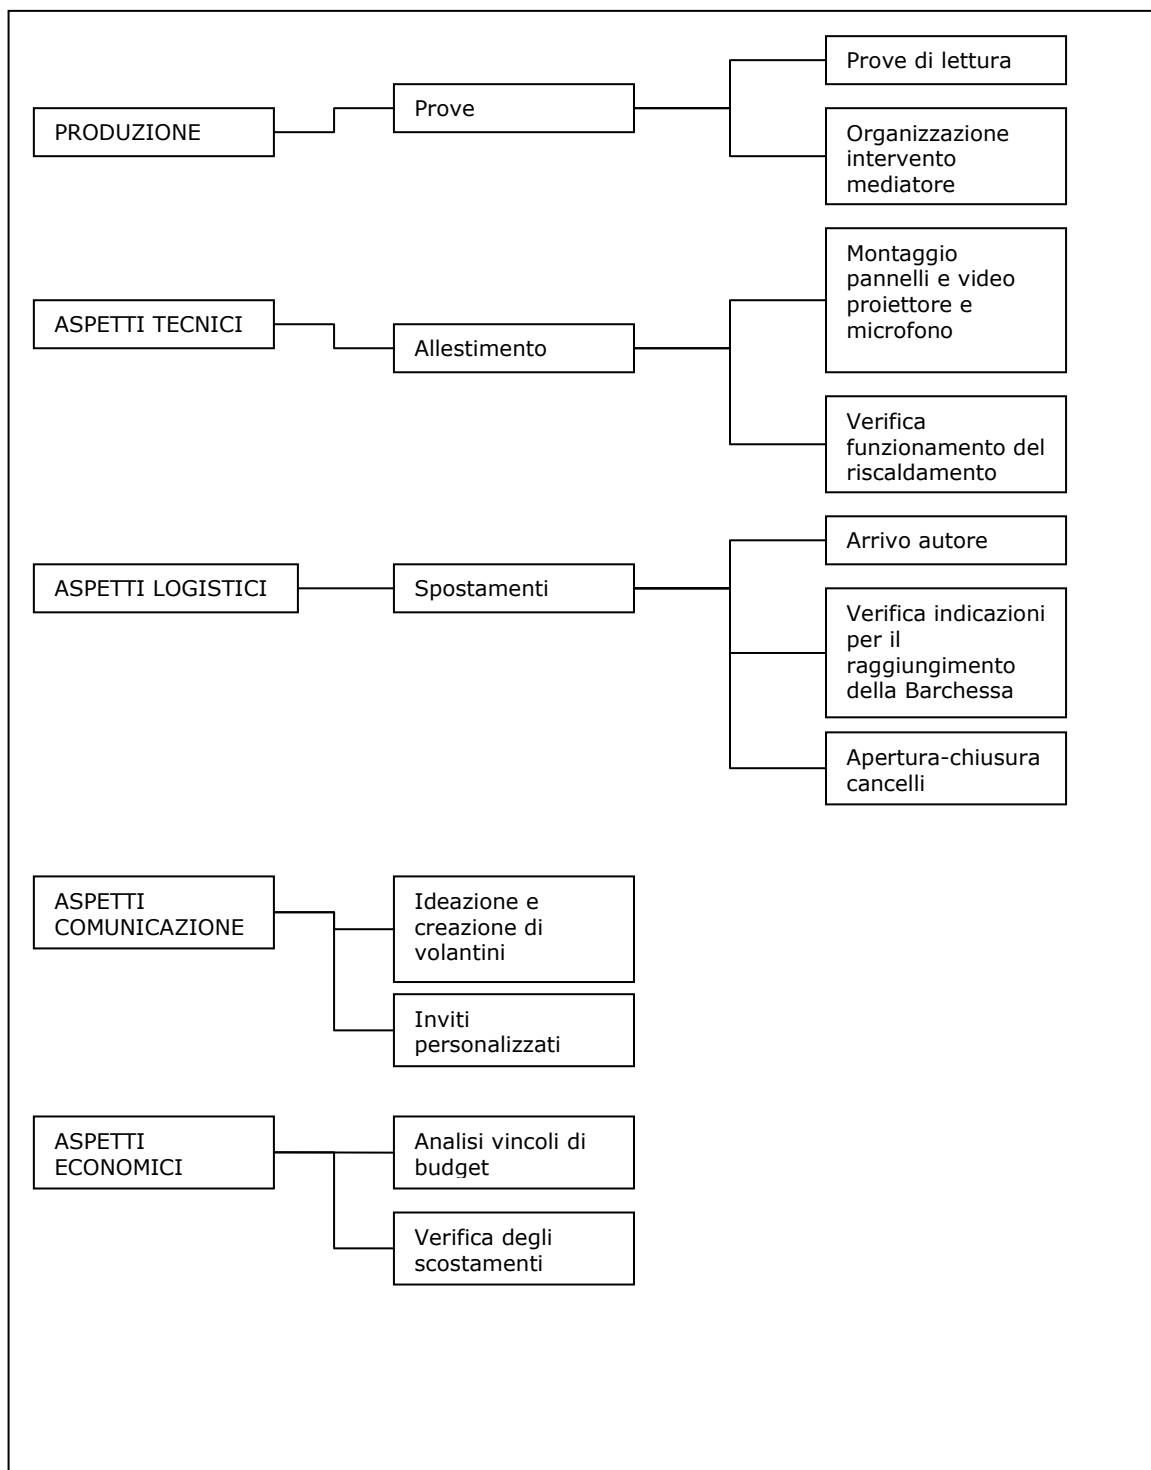 PRODUZIONE
Prove
Prove di lettura
Organizzazione
intervento
mediatore
ASPETTI TECNICI
Allestimento
Montaggio
pannelli e video
proiettore e
microfono
Verifica
funzionamento del
riscaldamento
ASPETTI LOGISTICI
Spostamenti
Arrivo autore
Verifica indicazioni
per il
raggiungimento
della Barchessa
Apertura-chiusura
cancelli
ASPETTI
COMUNICAZIONE
Ideazione e
creazione di
volantini
Inviti
personalizzati
ASPETTI
ECONOMICI
Analisi vincoli di
budget
Verifica degli
scostamenti